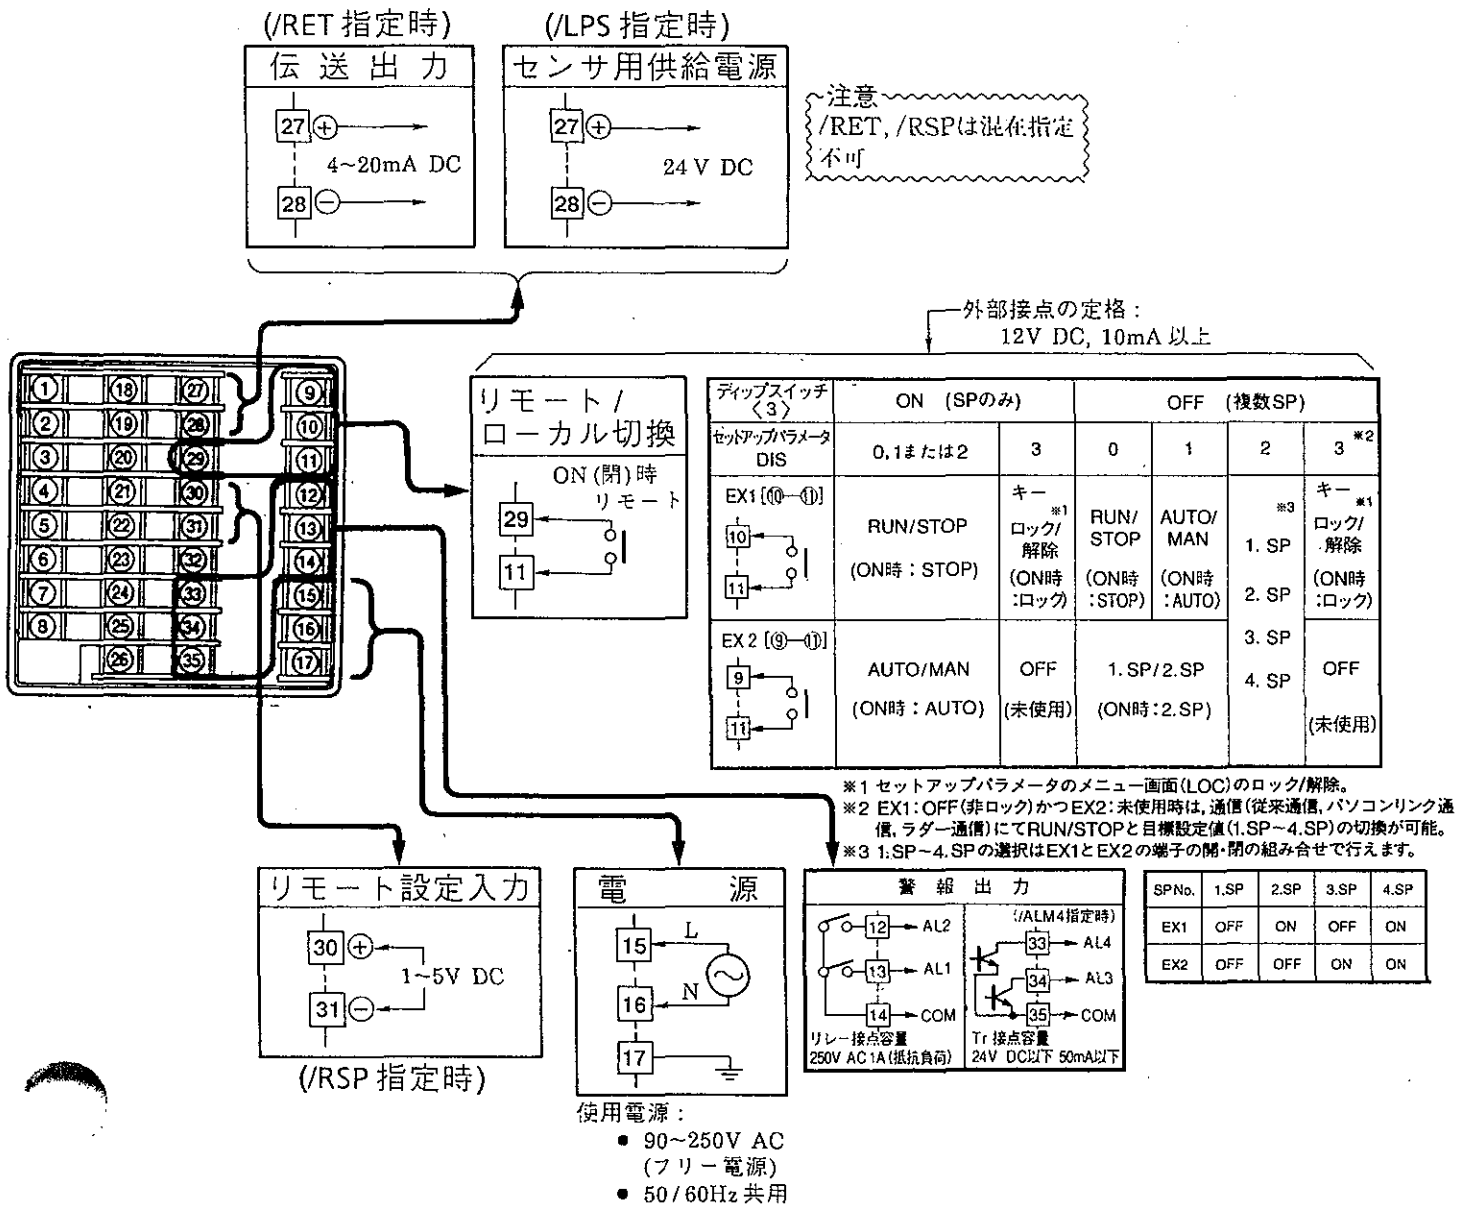 (/RET 指定時)
伝送出力
27 +
4~20mA DC
28 −
(/LPS 指定時)
センサ用供給電源
27 +
24V DC
28 −
注意
/RET, /RSPは混在指定
不可
外部接点の定格:
12V DC, 10mA 以上
① ⑱ ㉗ ⑨
② ⑲ ㉘ ⑩
③ ⑳ ㉙ ⑪
④ ㉑ ㉚ ⑫
⑤ ㉒ ㉛ ⑬
⑥ ㉓ ㉜ ⑭
⑦ ㉔ ㉝ ⑮
⑧ ㉕ ㉞ ⑯
㉖ ㉟ ⑰
リモート/
ローカル切換
ON(閉)時
リモート
29
11
ディップスイッチ
〈3〉
ON (SPのみ)
OFF (複数SP)
セットアップパラメータ
DIS
0,1または2
3
0
1
2
3 ※2
EX1[⑩—⑪]
10
11
RUN/STOP
(ON時:STOP)
キー
※1
ロック/
解除
(ON時
:ロック)
RUN/
STOP
(ON時
:STOP)
AUTO/
MAN
(ON時
:AUTO)
※3
1. SP
2. SP
3. SP
4. SP
キー
※1
ロック/
解除
(ON時
:ロック)
EX2 [⑨—⑪]
9
11
AUTO/MAN
(ON時:AUTO)
OFF
(未使用)
1. SP/2. SP
(ON時:2. SP)
OFF
(未使用)
※1 セットアップパラメータのメニュー画面(LOC)のロック/解除。
※2 EX1:OFF(非ロック)かつEX2:未使用時は, 通信(従来通信, パソコンリンク通
信, ラダー通信)にてRUN/STOPと目標設定値(1.SP~4.SP)の切換が可能。
※3 1.SP~4.SPの選択はEX1とEX2の端子の開・閉の組み合せで行えます。
リモート設定入力
30 +
1~5V DC
31 −
(/RSP 指定時)
電源
15 L
16 N
17
使用電源:
● 90~250V AC
(フリー電源)
● 50/60Hz 共用
警報出力
12 AL2
13 AL1
14 COM
リレー接点容量
250V AC 1A(抵抗負荷)
(/ALM4指定時)
33 AL4
34 AL3
35 COM
Tr 接点容量
24V DC以下 50mA以下
SP No. 1.SP 2.SP 3.SP 4.SP
EX1 OFF ON OFF ON
EX2 OFF OFF ON ON